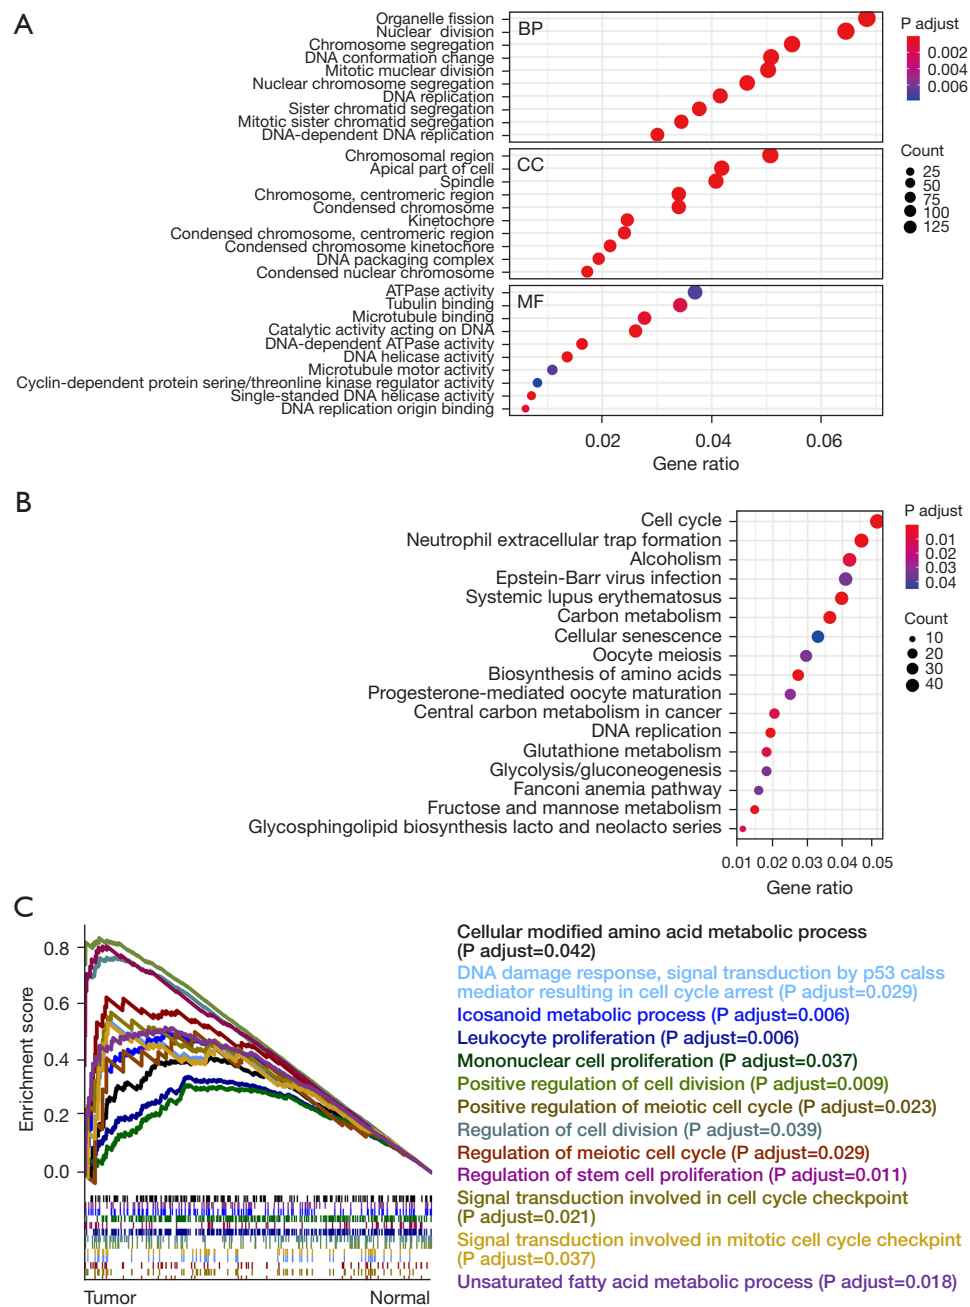 A
Organelle fission
Nuclear division
Chromosome segregation
DNA conformation change
Mitotic muclear division
Nuclear chromosome segregation
DNA replication
Sister chromatid segregation
Mitotic sister chromatid segregation
DNA-dependent DNA replication
BP
Chromosomal region
Apical part of cell
Spindle
Chromosome, centromeric region
Condensed chromosome
Kinetochore
Condensed chromosome, centromeric region
Condensed chromosome kinetochore
DNA packaging complex
Condensed nuclear chromosome
CC
ATPase activity
Tubulin binding
Microtubule binding
Catalytic activity acting on DNA
DNA-dependent ATPase activity
DNA helicase activity
Microtubule motor activity
Cyclin-dependent protein serine/threonline kinase regulator activity
Single-standed DNA helicase activity
DNA replication origin binding
MF
0.02 0.04 0.06
Gene ratio
P adjust
0.002
0.004
0.006
Count
25
50
75
100
125
B
Cell cycle
Neutrophil extracellular trap formation
Alcoholism
Epstein-Barr virus infection
Systemic lupus erythematosus
Carbon metabolism
Cellular senescence
Oocyte meiosis
Biosynthesis of amino acids
Progesterone-mediated oocyte maturation
Central carbon metabolism in cancer
DNA replication
Glutathione metabolism
Glycolysis/gluconeogenesis
Fanconi anemia pathway
Fructose and mannose metabolism
Glycosphingolipid biosynthesis lacto and neolacto series
0.01 0.02 0.03 0.04 0.05
Gene ratio
P adjust
0.01
0.02
0.03
0.04
Count
10
20
30
40
C
Enrichment score
0.8
0.6
0.4
0.2
0.0
Tumor Normal
Cellular modified amino acid metabolic process
(P adjust=0.042)
DNA damage response, signal transduction by p53 calss
mediator resulting in cell cycle arrest (P adjust=0.029)
Icosanoid metabolic process (P adjust=0.006)
Leukocyte proliferation (P adjust=0.006)
Mononuclear cell proliferation (P adjust=0.037)
Positive regulation of cell division (P adjust=0.009)
Positive regulation of meiotic cell cycle (P adjust=0.023)
Regulation of cell division (P adjust=0.039)
Regulation of meiotic cell cycle (P adjust=0.029)
Regulation of stem cell proliferation (P adjust=0.011)
Signal transduction involved in cell cycle checkpoint
(P adjust=0.021)
Signal transduction involved in mitotic cell cycle checkpint
(P adjust=0.037)
Unsaturated fatty acid metabolic process (P adjust=0.018)